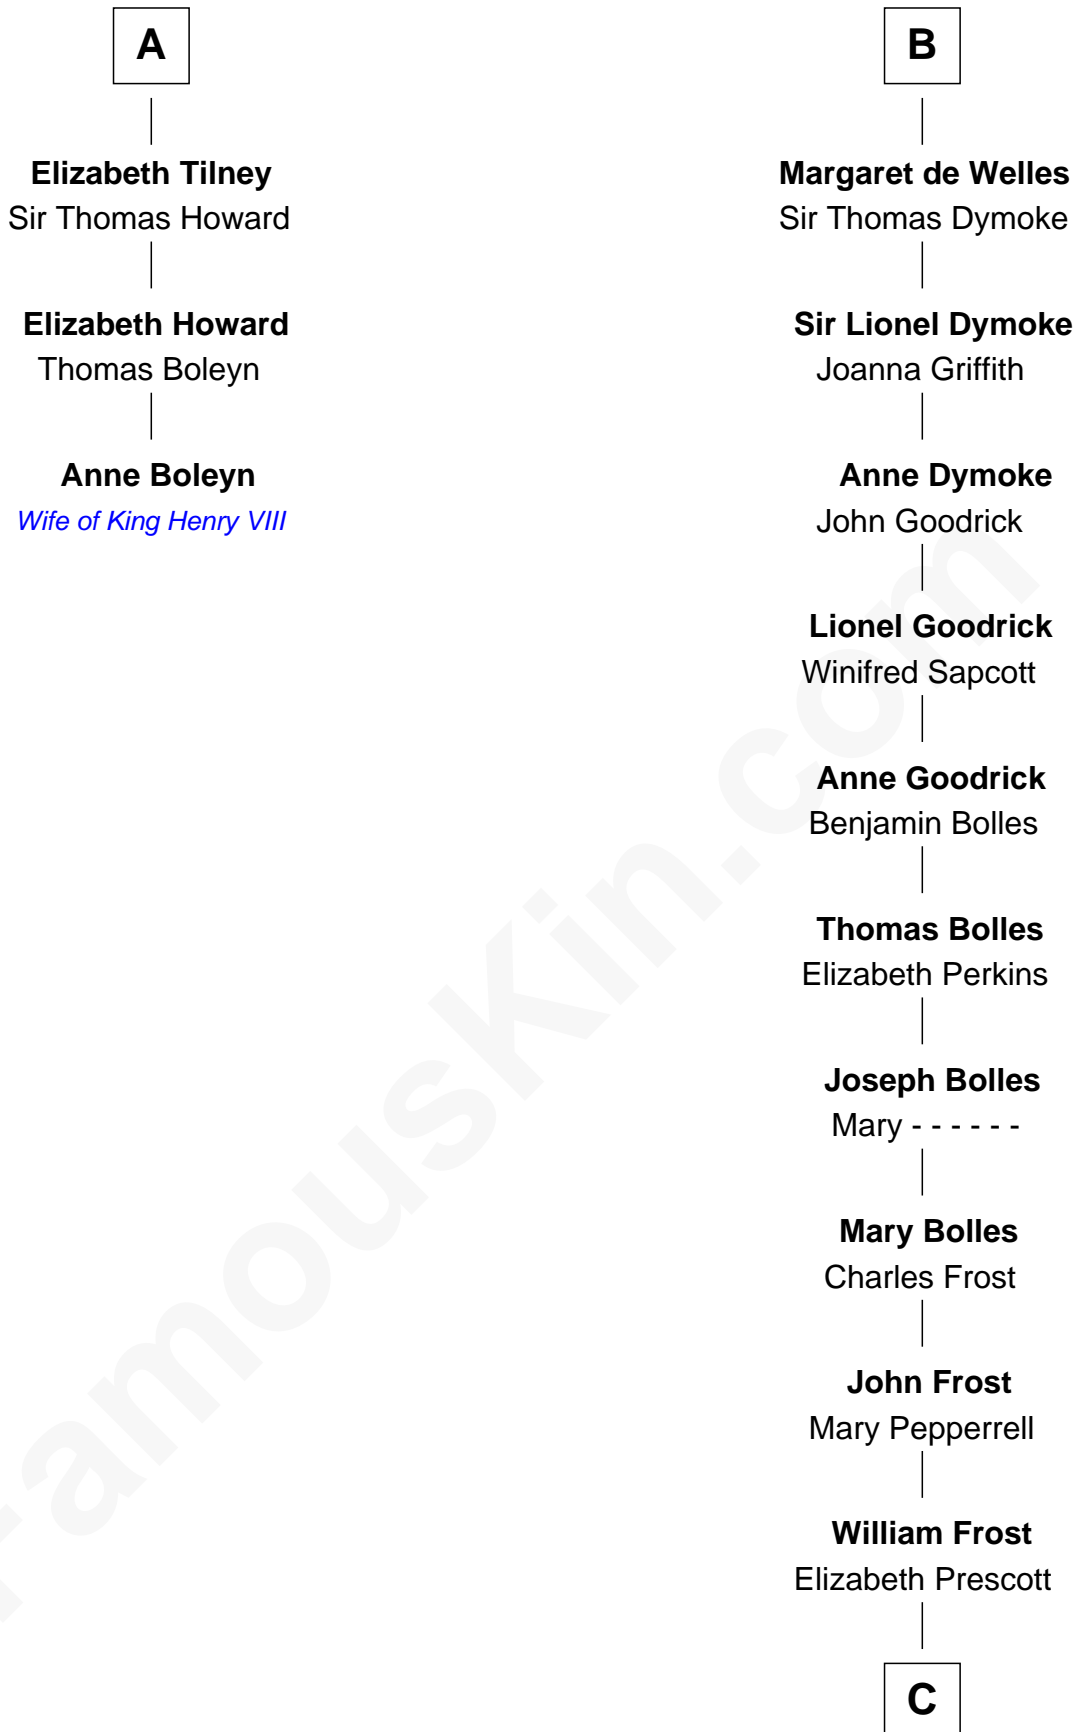 A
Elizabeth Tilney
Sir Thomas Howard
Elizabeth Howard
Thomas Boleyn
Anne Boleyn
Wife of King Henry VIII
B
Margaret de Welles
Sir Thomas Dymoke
Sir Lionel Dymoke
Joanna Griffith
Anne Dymoke
John Goodrick
Lionel Goodrick
Winifred Sapcott
Anne Goodrick
Benjamin Bolles
Thomas Bolles
Elizabeth Perkins
Joseph Bolles
Mary - - - - - -
Mary Bolles
Charles Frost
John Frost
Mary Pepperrell
William Frost
Elizabeth Prescott
C
FamousKin.com